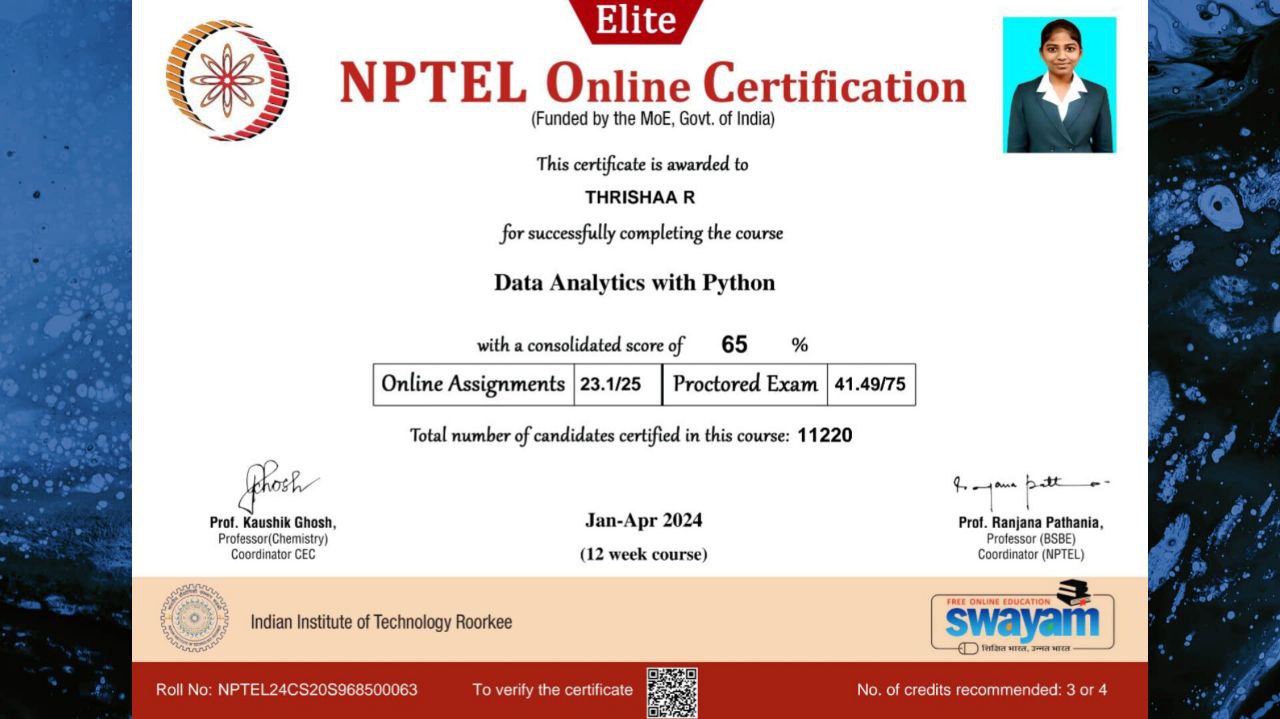 Elite
NPTEL Online Certification
(Funded by the MoE, Govt. of India)
This certificate is awarded to
THRISHAA R
for successfully completing the course
Data Analytics with Python
with a consolidated score of 65 %
Online Assignments 23.1/25 Proctored Exam 41.49/75
Total number of candidates certified in this course: 11220
Prof. Kaushik Ghosh,
Professor(Chemistry)
Coordinator CEC
Jan-Apr 2024
(12 week course)
Prof. Ranjana Pathania,
Professor (BSBE)
Coordinator (NPTEL)
Indian Institute of Technology Roorkee
FREE ONLINE EDUCATION
swayam
शिक्षित भारत, उन्नत भारत
Roll No: NPTEL24CS20S968500063
To verify the certificate
No. of credits recommended: 3 or 4